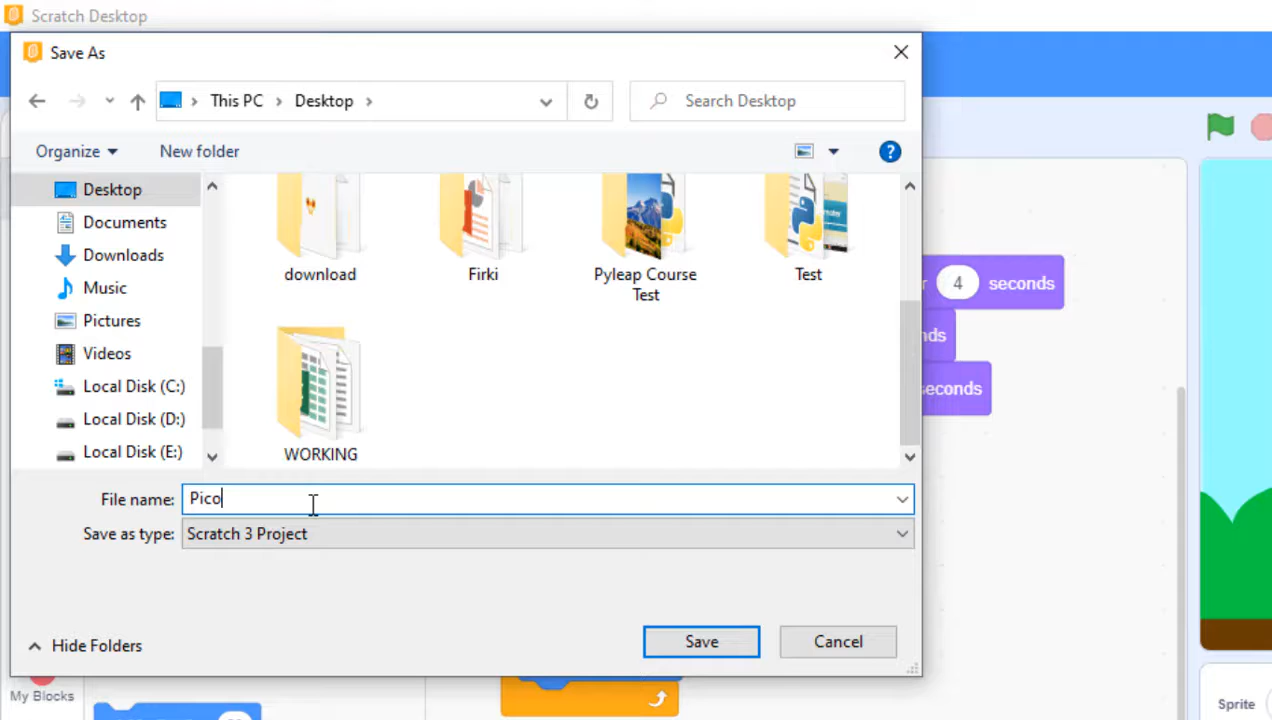 Scratch Desktop
Save As
This PC
Desktop
Search Desktop
Organize
New folder
?
Desktop
Documents
Downloads
Music
Pictures
Videos
Local Disk (C:)
Local Disk (D:)
Local Disk (E:)
download
Firki
Pyleap Course
Test
Test
WORKING
File name: Pico
Save as type: Scratch 3 Project
Hide Folders
Save
Cancel
4 seconds
My Blocks
Sprite